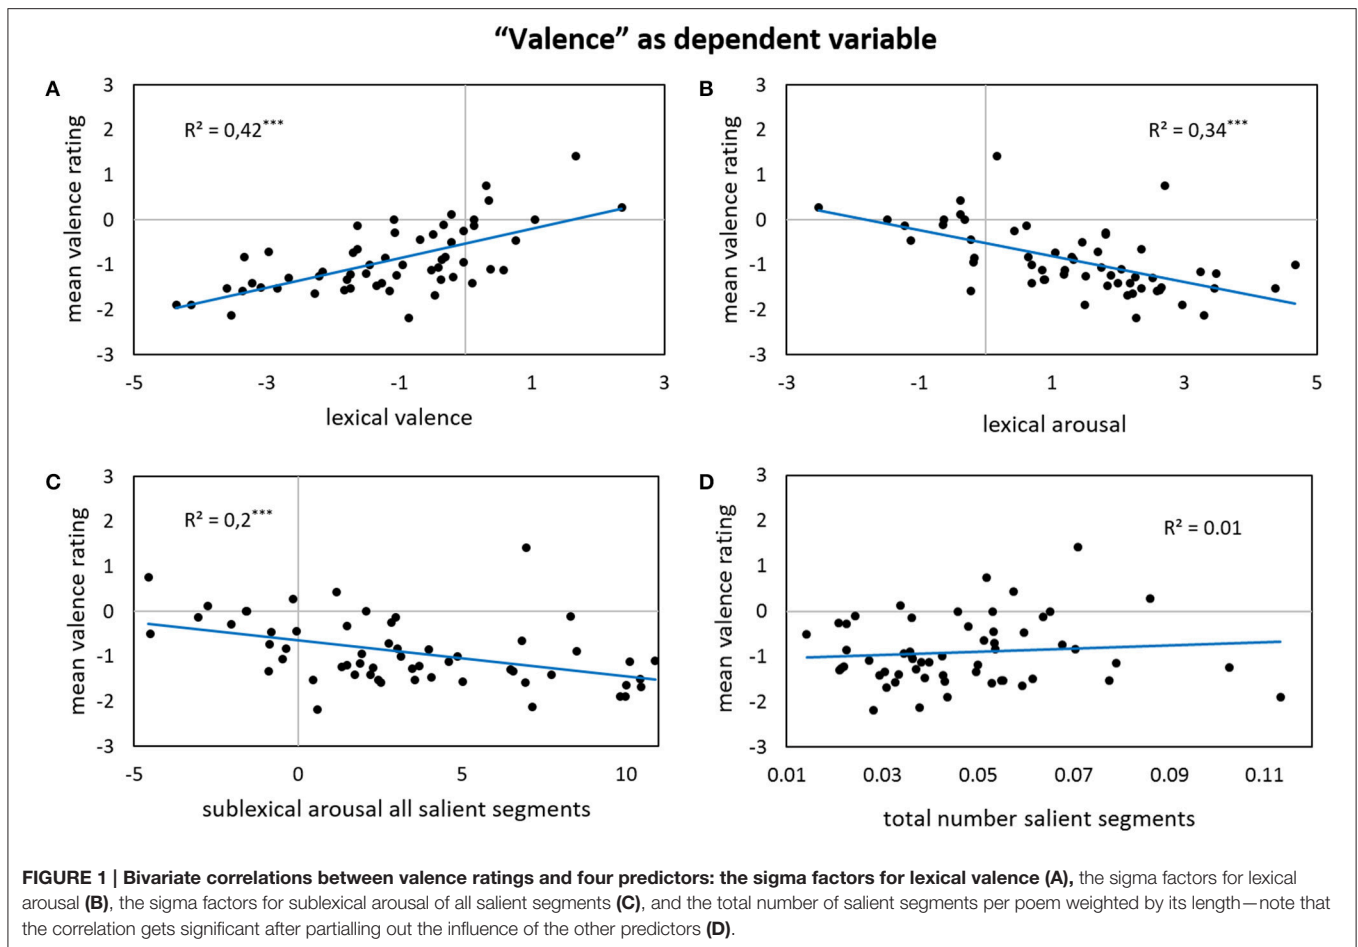 “Valence” as dependent variable
A
3
2
1
0
-1
-2
-3
mean valence rating
R² = 0,42***
-5 -3 -1 1 3
lexical valence
B
3
2
1
0
-1
-2
-3
mean valence rating
R² = 0,34***
-3 -1 1 3 5
lexical arousal
C
3
2
1
0
-1
-2
-3
mean valence rating
R² = 0,2***
-5 0 5 10
sublexical arousal all salient segments
D
3
2
1
0
-1
-2
-3
mean valence rating
R² = 0.01
0.01 0.03 0.05 0.07 0.09 0.11
total number salient segments
FIGURE 1 | Bivariate correlations between valence ratings and four predictors: the sigma factors for lexical valence (A), the sigma factors for lexical
arousal (B), the sigma factors for sublexical arousal of all salient segments (C), and the total number of salient segments per poem weighted by its length—note that
the correlation gets significant after partialling out the influence of the other predictors (D).